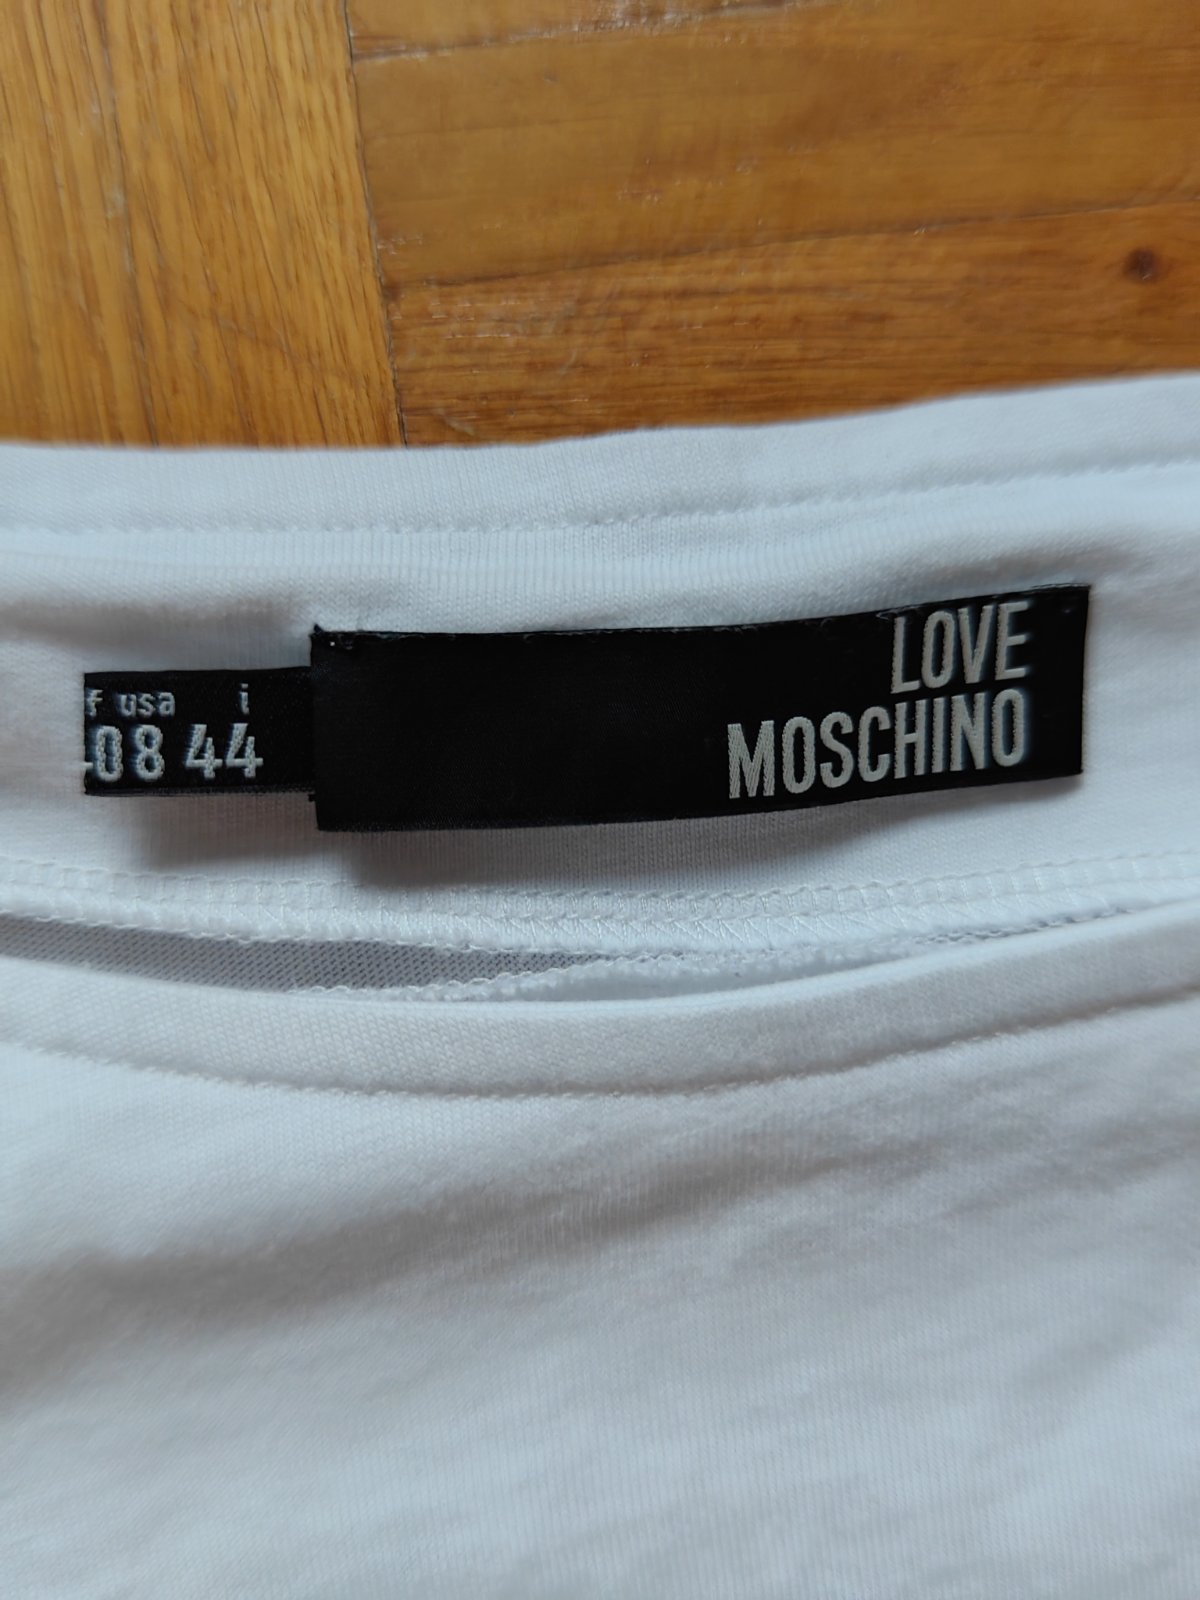 f usa i
08 44
LOVE
MOSCHINO